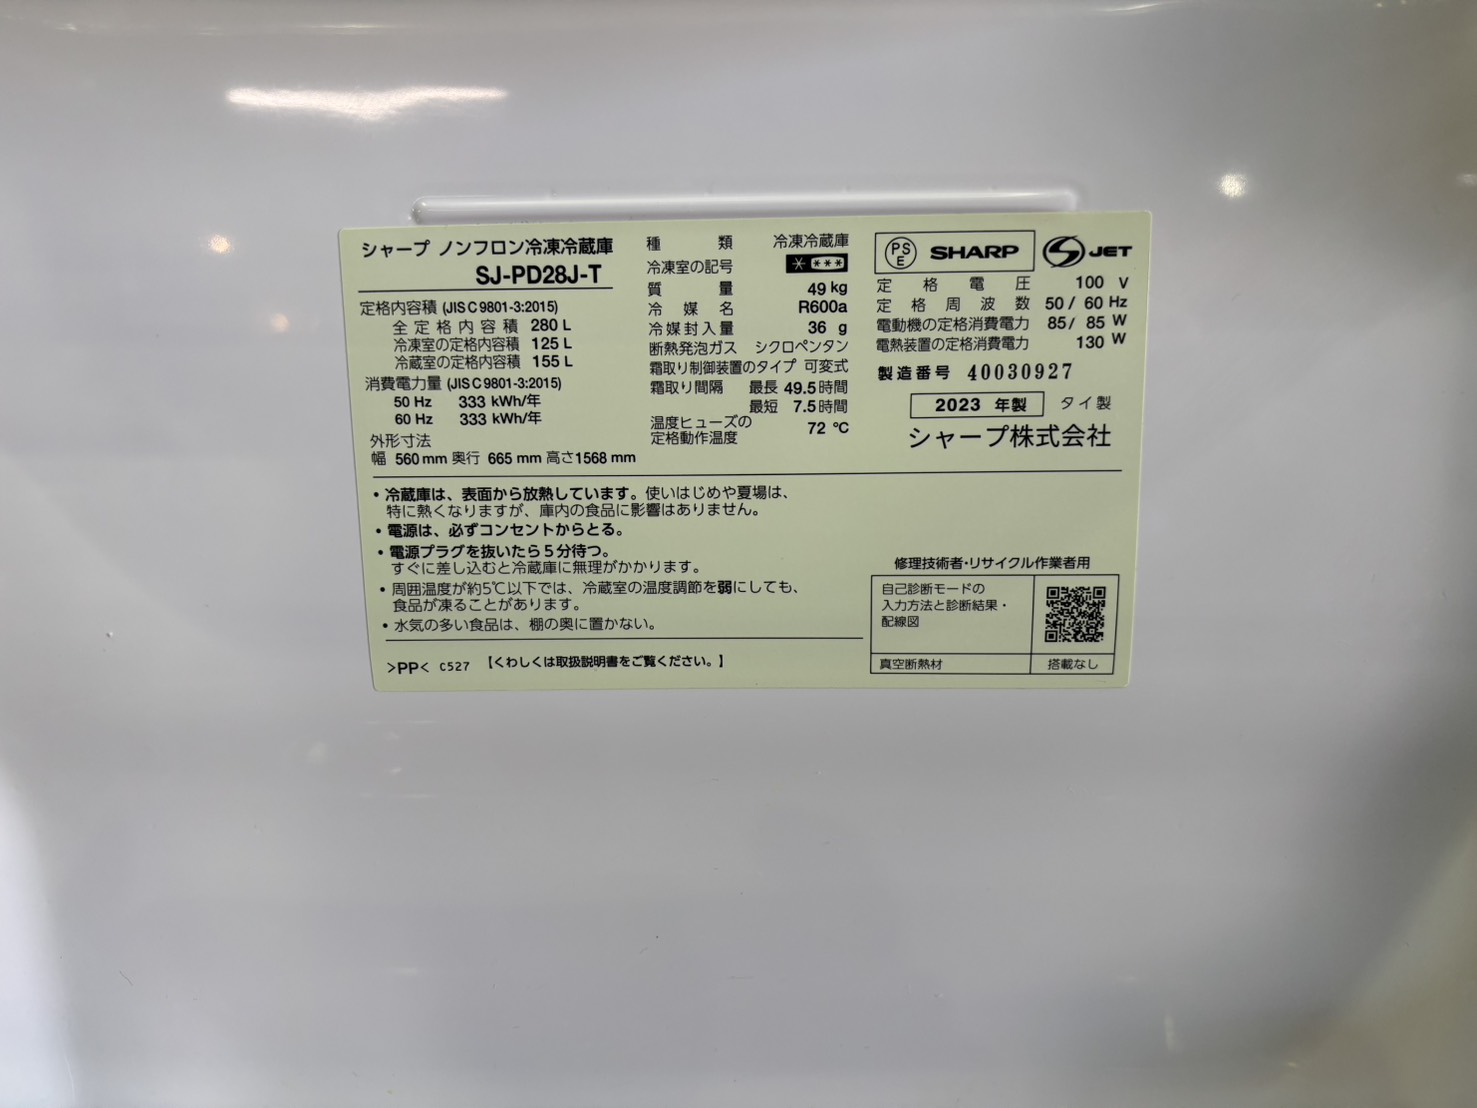 シャープ ノンフロン冷凍冷蔵庫
SJ-PD28J-T
定格内容積 (JIS C 9801-3:2015)
全定格内容積 280 L
冷凍室の定格内容積 125 L
冷蔵室の定格内容積 155 L
消費電力量 (JIS C 9801-3:2015)
50 Hz 333 kWh/年
60 Hz 333 kWh/年
外形寸法
幅 560 mm 奥行 665 mm 高さ1568 mm
種類 冷凍冷蔵庫
冷凍室の記号 * ***
質量 49 kg
冷媒名 R600a
冷媒封入量 36 g
断熱発泡ガス シクロペンタン
霜取り制御装置のタイプ 可変式
霜取り間隔 最長 49.5 時間
最短 7.5 時間
温度ヒューズの
定格動作温度 72 ℃
PSE SHARP S JET
定格電圧 100 V
定格周波数 50 / 60 Hz
電動機の定格消費電力 85 / 85 W
電熱装置の定格消費電力 130 W
製造番号 40030927
2023 年製 タイ製
シャープ株式会社
・冷蔵庫は、表面から放熱しています。使いはじめや夏場は、
特に熱くなりますが、庫内の食品に影響はありません。
・電源は、必ずコンセントからとる。
・電源プラグを抜いたら5分待つ。
すぐに差し込むと冷蔵庫に無理がかかります。
・周囲温度が約5℃以下では、冷蔵室の温度調節を弱にしても、
食品が凍ることがあります。
・水気の多い食品は、棚の奥に置かない。
>PP< C527 【くわしくは取扱説明書をご覧ください。】
修理技術者・リサイクル作業者用
自己診断モードの
入力方法と診断結果・
配線図
真空断熱材 搭載なし